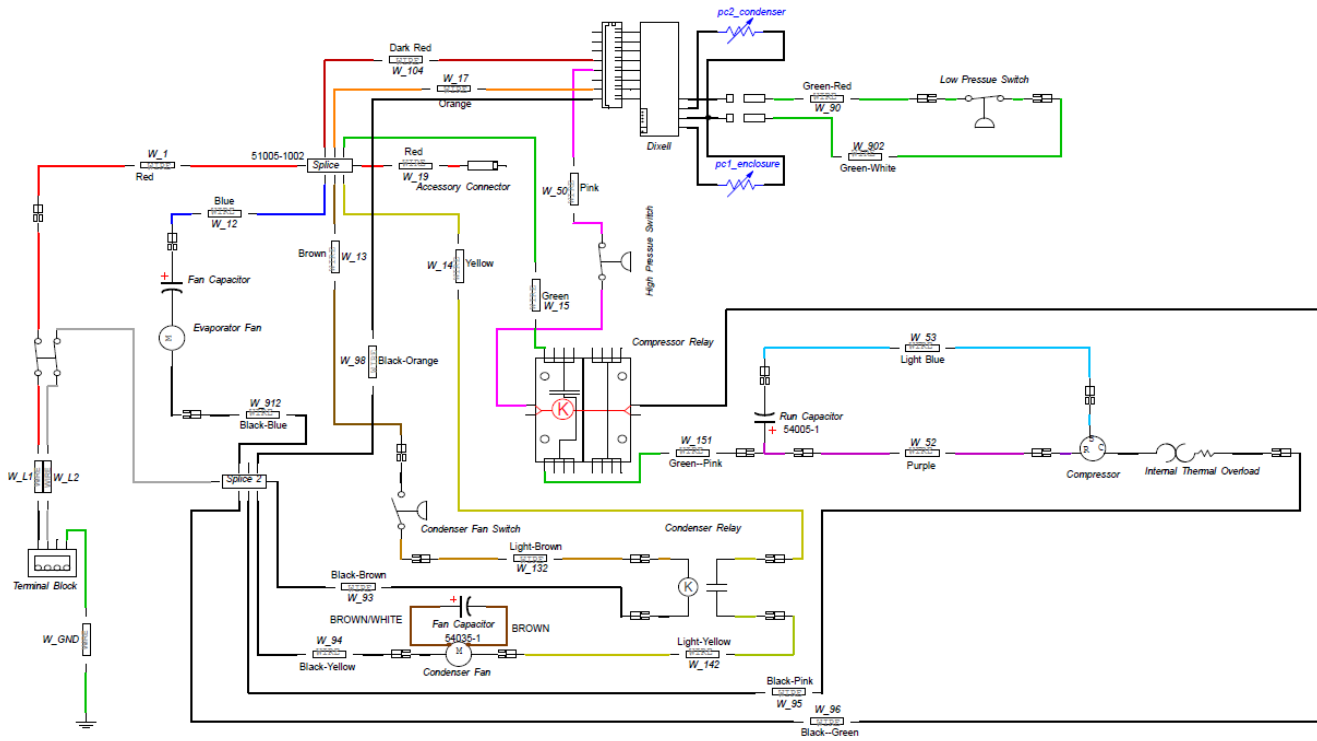 pc2_condenser
Dark Red
W_104
W_17
Orange
Green-Red
W_90
Low Pressue Switch
W_1
Red
51005-1002
Splice
Red
W_19
Accessory Connector
Dixell
W_902
Green-White
pc1_enclosure
W_50
Pink
Blue
W_12
Brown
W_13
W_14
Yellow
High Pressure Switch
Fan Capacitor
Green
W_15
Evaporator Fan
M
W_98
Black-Orange
Compressor Relay
K
W_53
Light Blue
Run Capacitor
54005-1
W_912
Black-Blue
W_151
Green--Pink
W_52
Purple
S
R
C
Compressor
Internal Thermal Overload
W_L1
W_L2
Splice 2
Condenser Fan Switch
Condenser Relay
Light-Brown
W_132
K
Terminal Block
Black-Brown
W_93
BROWN/WHITE
Fan Capacitor
54035-1
BROWN
W_GND
W_94
Black-Yellow
M
Condenser Fan
Light-Yellow
W_142
Black-Pink
W_95
W_96
Black--Green